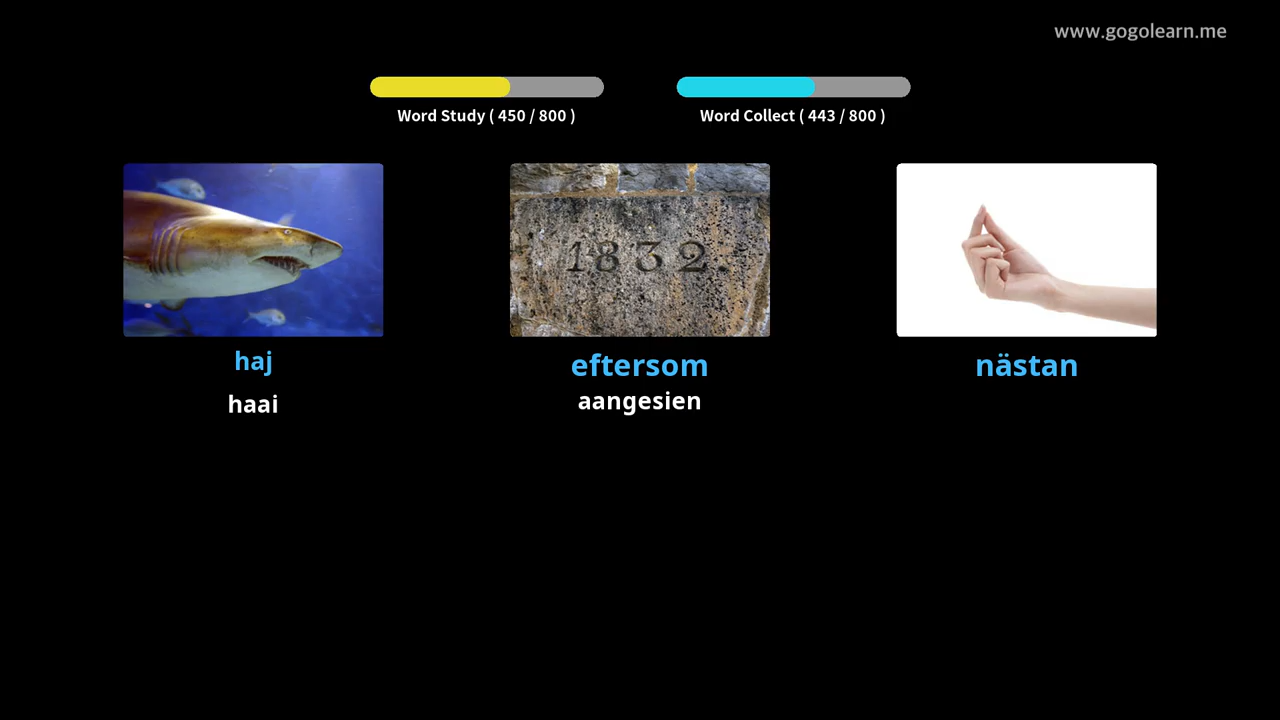 www.gogolearn.me
Word Study ( 450 / 800 )
Word Collect ( 443 / 800 )
1832.
haj
eftersom
nästan
haai
aangesien